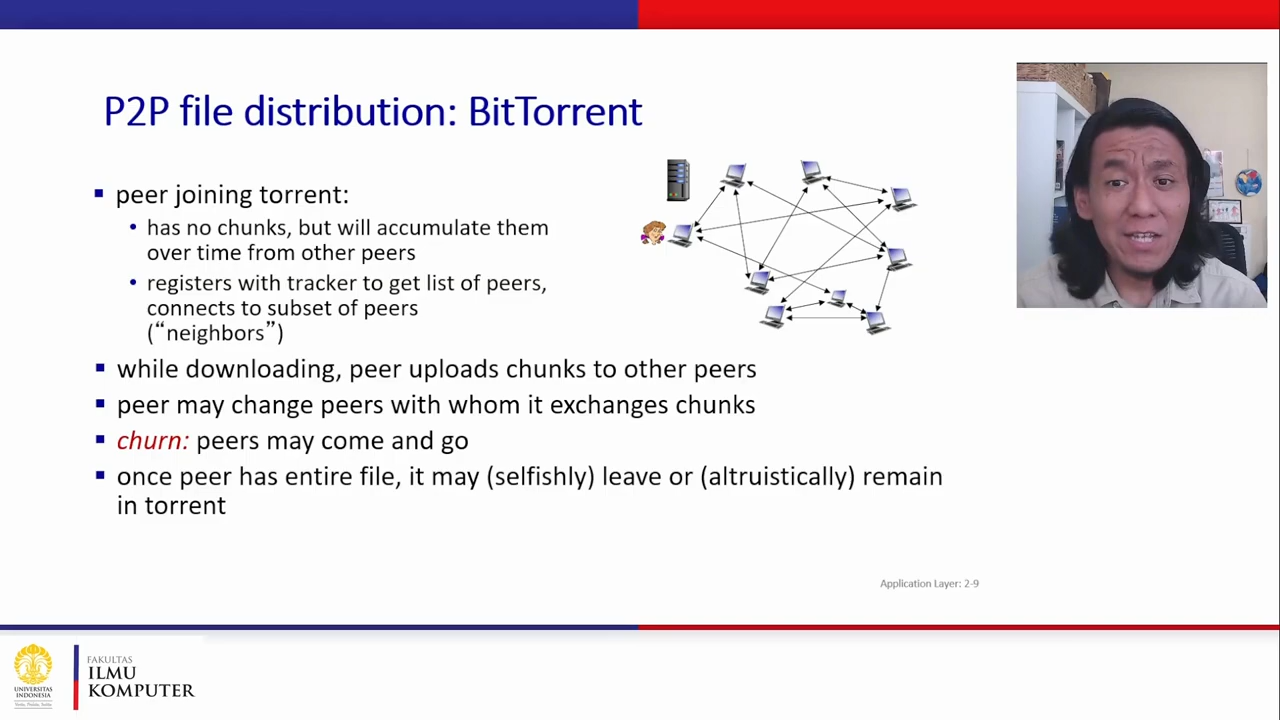 P2P file distribution: BitTorrent
▪ peer joining torrent:
• has no chunks, but will accumulate them
over time from other peers
• registers with tracker to get list of peers,
connects to subset of peers
(“neighbors”)
▪ while downloading, peer uploads chunks to other peers
▪ peer may change peers with whom it exchanges chunks
▪ churn: peers may come and go
▪ once peer has entire file, it may (selfishly) leave or (altruistically) remain
in torrent
Application Layer: 2-9
UNIVERSITAS
INDONESIA
FAKULTAS
ILMU
KOMPUTER